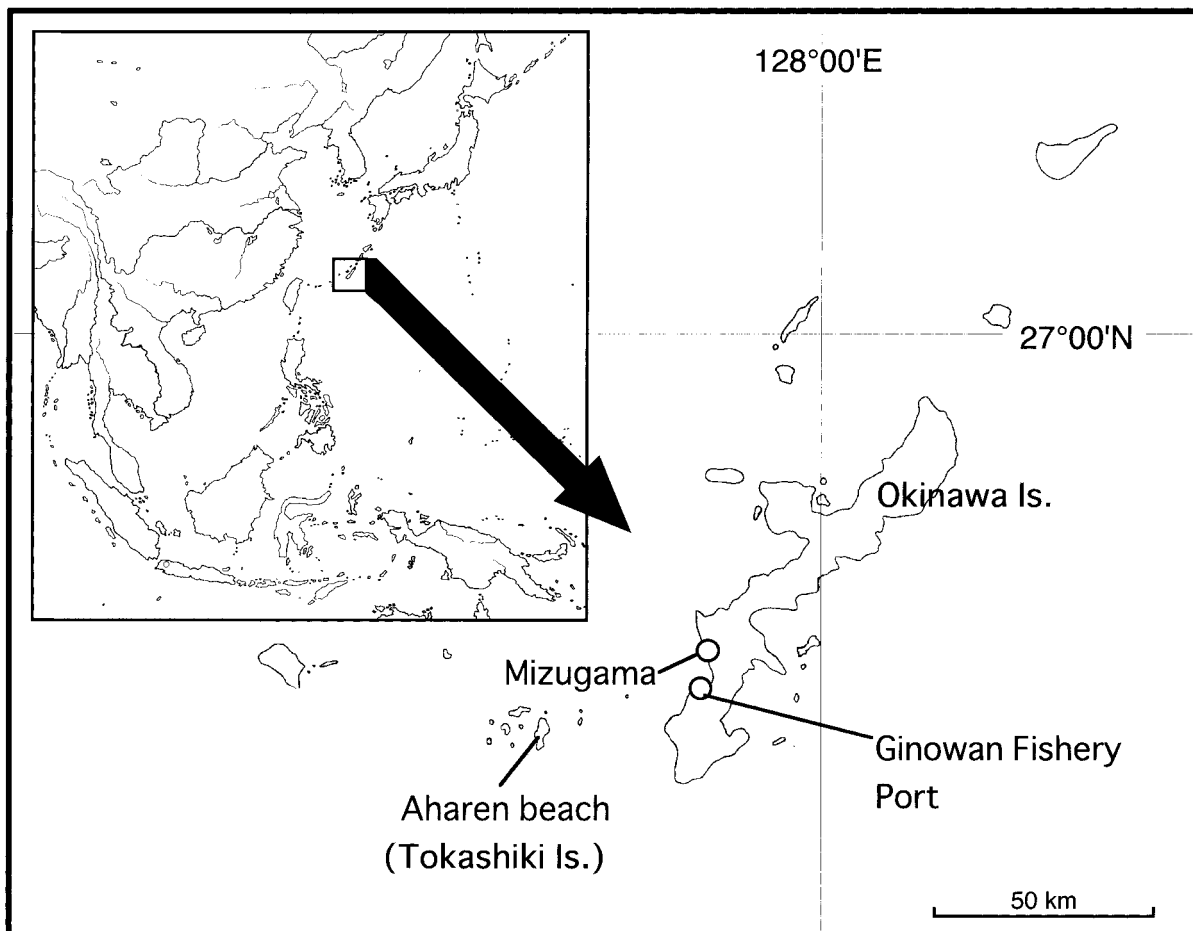 128°00'E
27°00'N
Okinawa Is.
Mizugama
Ginowan Fishery
Port
Aharen beach
(Tokashiki Is.)
50 km